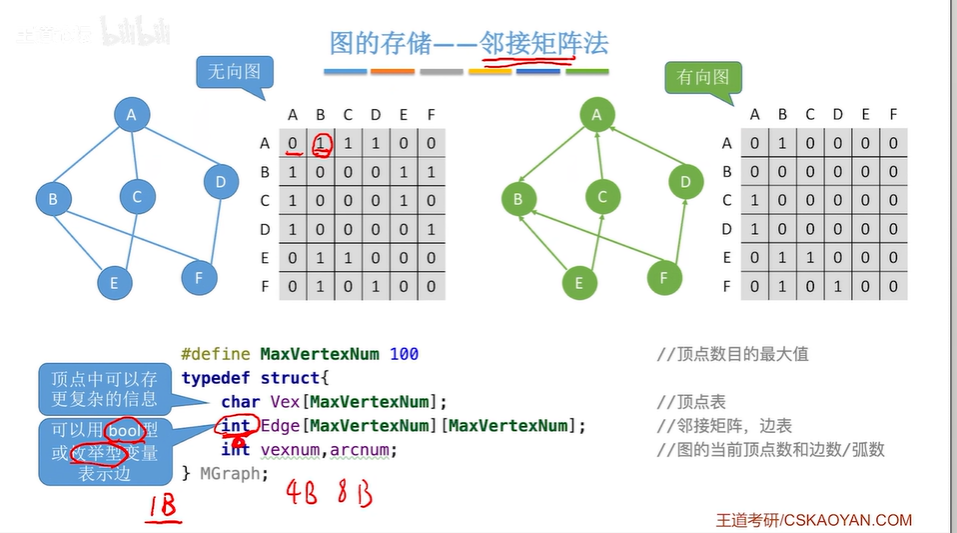 bilibili
图的存储——邻接矩阵法
无向图
有向图
A B C D E F
A 0 1 1 1 0 0
B 1 0 0 0 1 1
C 1 0 0 0 1 0
D 1 0 0 0 0 1
E 0 1 1 0 0 0
F 0 1 0 1 0 0
A
B
C
D
E
F
A B C D E F
A 0 1 0 0 0 0
B 0 0 0 0 0 0
C 1 0 0 0 0 0
D 1 0 0 0 0 0
E 0 1 1 0 0 0
F 0 1 0 1 0 0
A
B
C
D
E
F
#define MaxVertexNum 100 //顶点数目的最大值
typedef struct{
char Vex[MaxVertexNum]; //顶点表
int Edge[MaxVertexNum][MaxVertexNum]; //邻接矩阵，边表
int vexnum,arcnum; //图的当前顶点数和边数/弧数
} MGraph;
顶点中可以存
更复杂的信息
可以用bool型
或枚举型变量
表示边
1B
4B 8B
王道考研/CSKAOYAN.COM